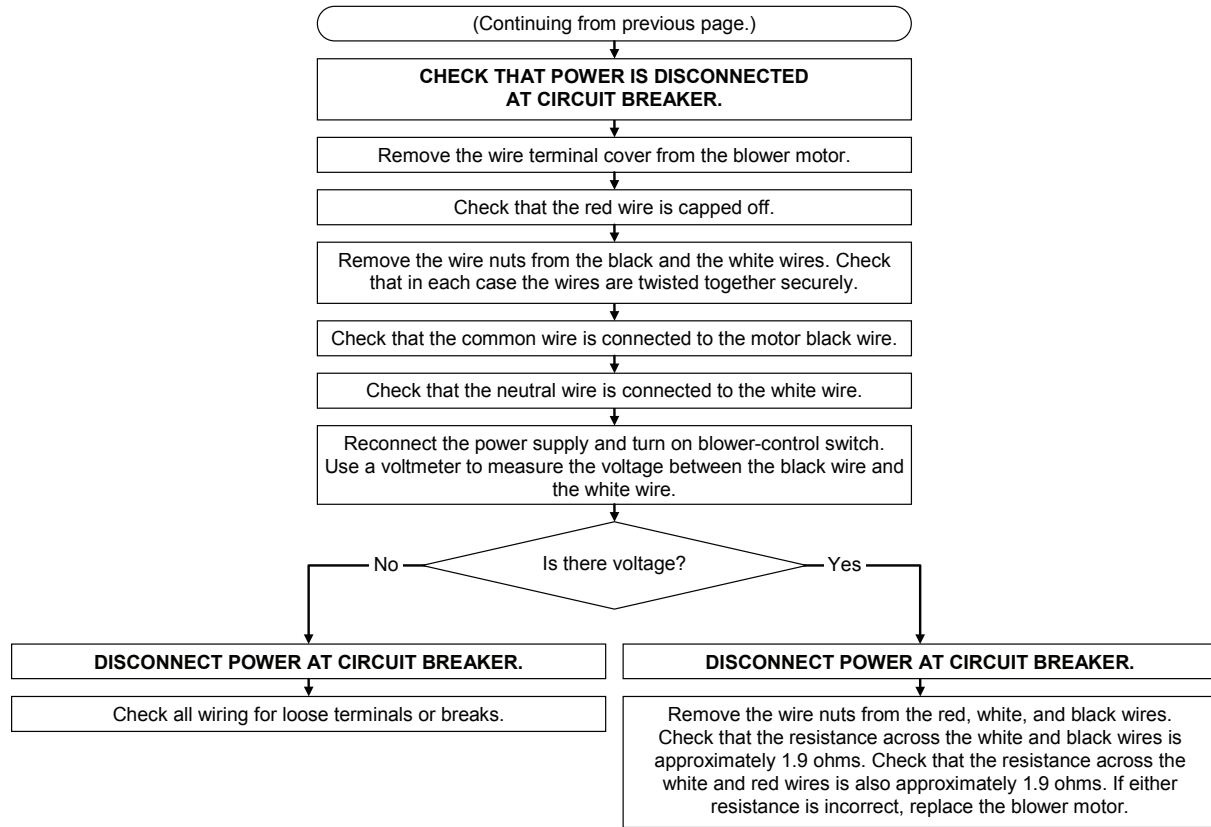 (Continuing from previous page.)
CHECK THAT POWER IS DISCONNECTED
AT CIRCUIT BREAKER.
Remove the wire terminal cover from the blower motor.
Check that the red wire is capped off.
Remove the wire nuts from the black and the white wires. Check
that in each case the wires are twisted together securely.
Check that the common wire is connected to the motor black wire.
Check that the neutral wire is connected to the white wire.
Reconnect the power supply and turn on blower-control switch.
Use a voltmeter to measure the voltage between the black wire and
the white wire.
Is there voltage?
No
Yes
DISCONNECT POWER AT CIRCUIT BREAKER.
Check all wiring for loose terminals or breaks.
DISCONNECT POWER AT CIRCUIT BREAKER.
Remove the wire nuts from the red, white, and black wires.
Check that the resistance across the white and black wires is
approximately 1.9 ohms. Check that the resistance across the
white and red wires is also approximately 1.9 ohms. If either
resistance is incorrect, replace the blower motor.